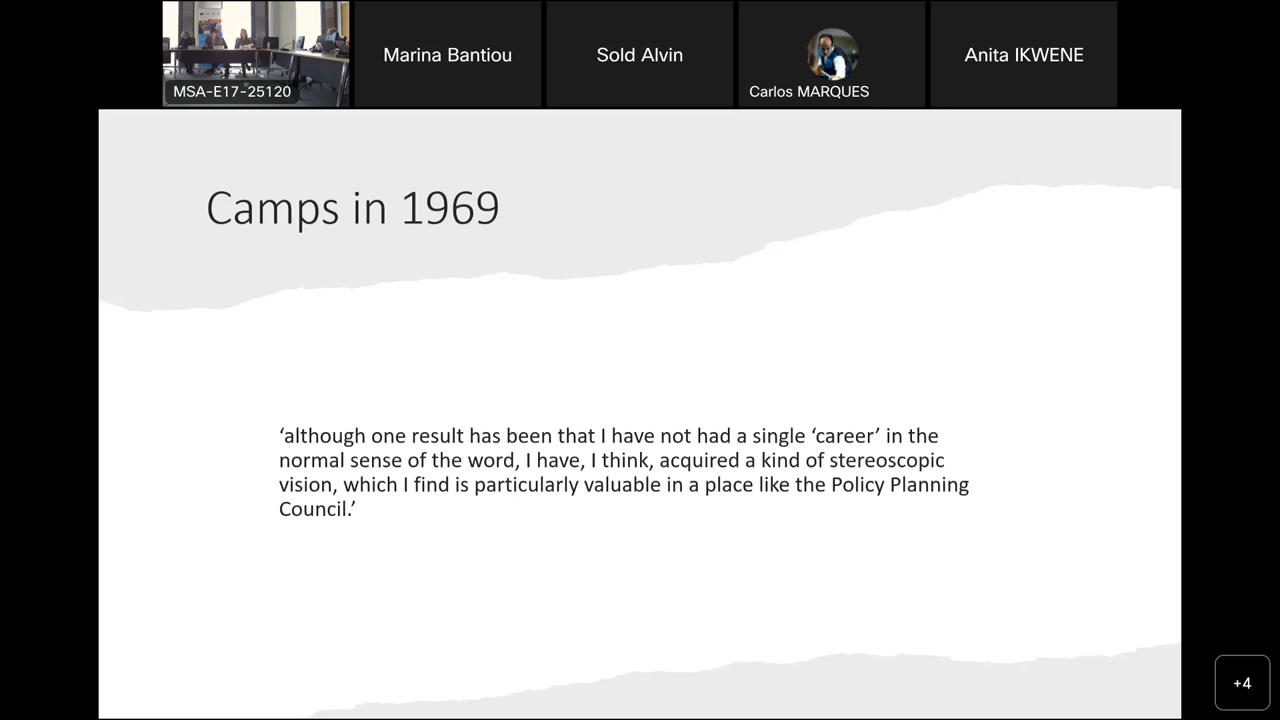 MSA-E17-25120
Marina Bantiou
Sold Alvin
Carlos MARQUES
Anita IKWENE
Camps in 1969
‘although one result has been that I have not had a single ‘career’ in the
normal sense of the word, I have, I think, acquired a kind of stereoscopic
vision, which I find is particularly valuable in a place like the Policy Planning
Council.’
+4